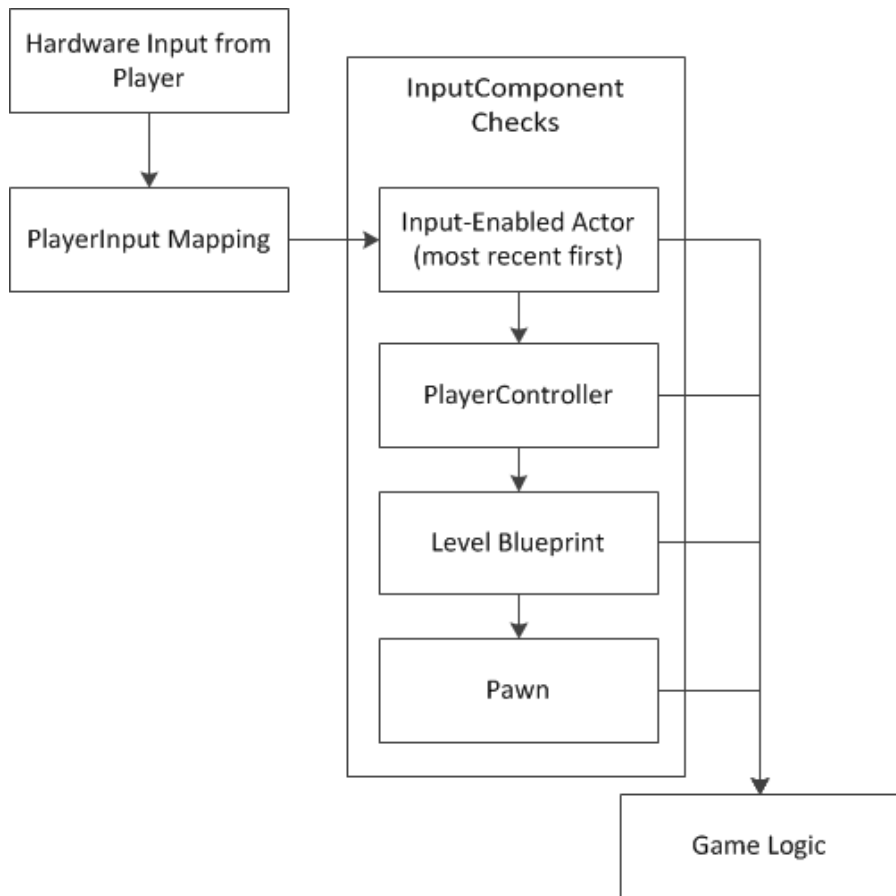 Hardware Input from
Player
PlayerInput Mapping
InputComponent
Checks
Input-Enabled Actor
(most recent first)
PlayerController
Level Blueprint
Pawn
Game Logic